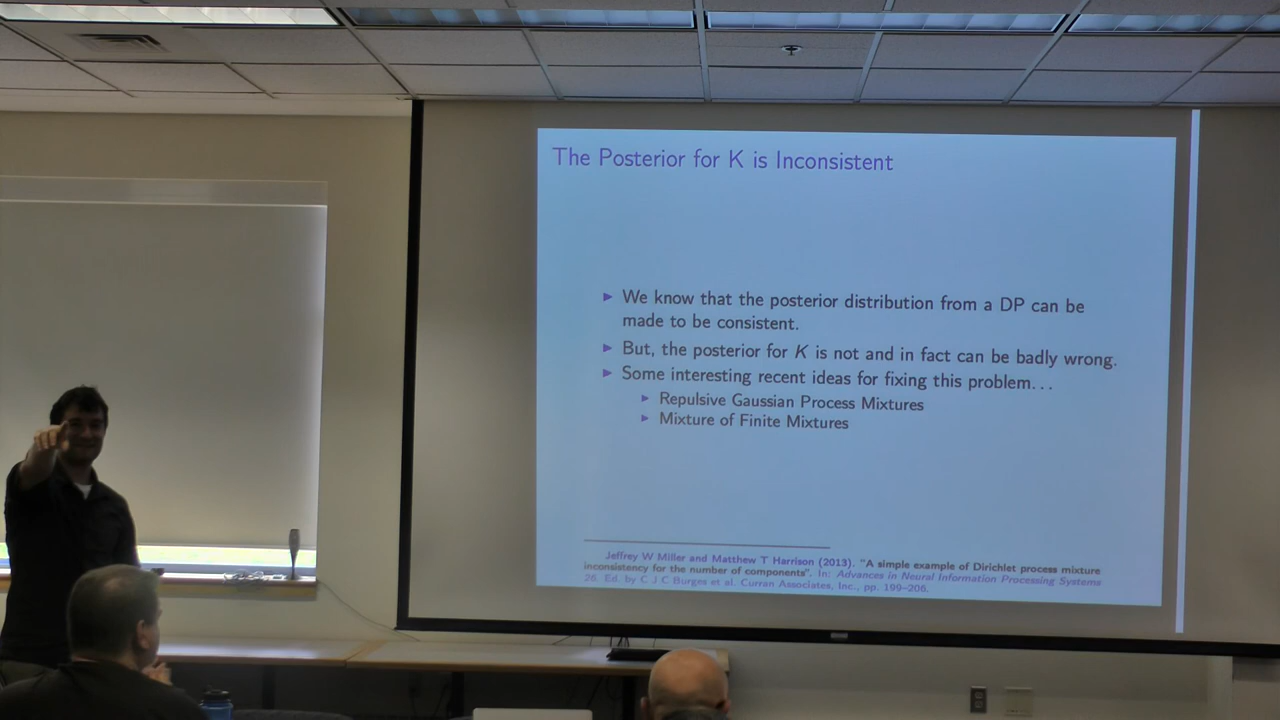 The Posterior for K is Inconsistent
► We know that the posterior distribution from a DP can be
made to be consistent.
► But, the posterior for K is not and in fact can be badly wrong.
► Some interesting recent ideas for fixing this problem...
► Repulsive Gaussian Process Mixtures
► Mixture of Finite Mixtures
Jeffrey W Miller and Matthew T Harrison (2013). "A simple example of Dirichlet process mixture
inconsistency for the number of components". In: Advances in Neural Information Processing Systems
26. Ed. by C J C Burges et al. Curran Associates, Inc., pp. 199–206.